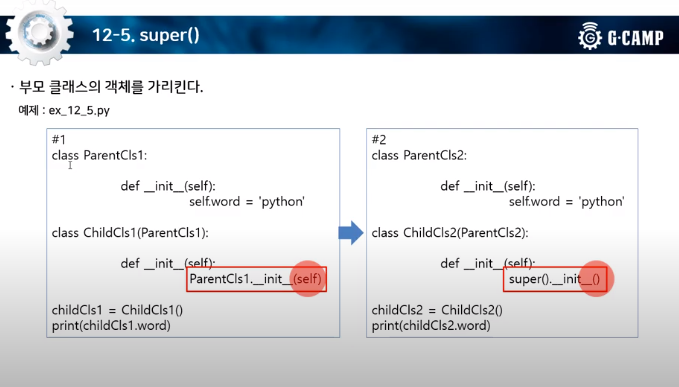 12-5. super()
G·CAMP
· 부모 클래스의 객체를 가리킨다.
예제 : ex_12_5.py
#1
class ParentCls1:
def __init__(self):
self.word = 'python'
class ChildCls1(ParentCls1):
def __init__(self):
ParentCls1.__init__(self)
childCls1 = ChildCls1()
print(childCls1.word)
#2
class ParentCls2:
def __init__(self):
self.word = 'python'
class ChildCls2(ParentCls2):
def __init__(self):
super().__init__()
childCls2 = ChildCls2()
print(childCls2.word)